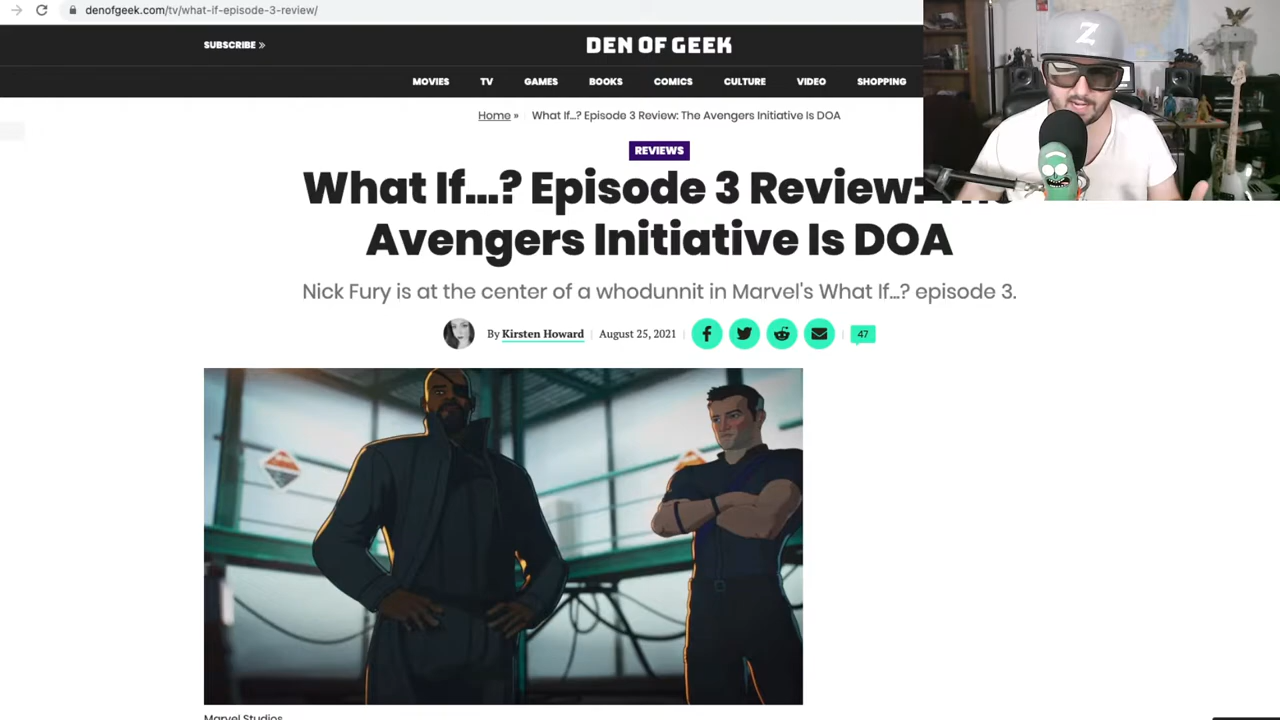 denofgeek.com/tv/what-if-episode-3-review/
SUBSCRIBE »
DEN OF GEEK
MOVIES TV GAMES BOOKS COMICS CULTURE VIDEO SHOPPING
Home » What If…? Episode 3 Review: The Avengers Initiative Is DOA
REVIEWS
What If…? Episode 3 Review:
Avengers Initiative Is DOA
Nick Fury is at the center of a whodunnit in Marvel's What If…? episode 3.
By Kirsten Howard August 25, 2021 47
Marvel Studios
Z